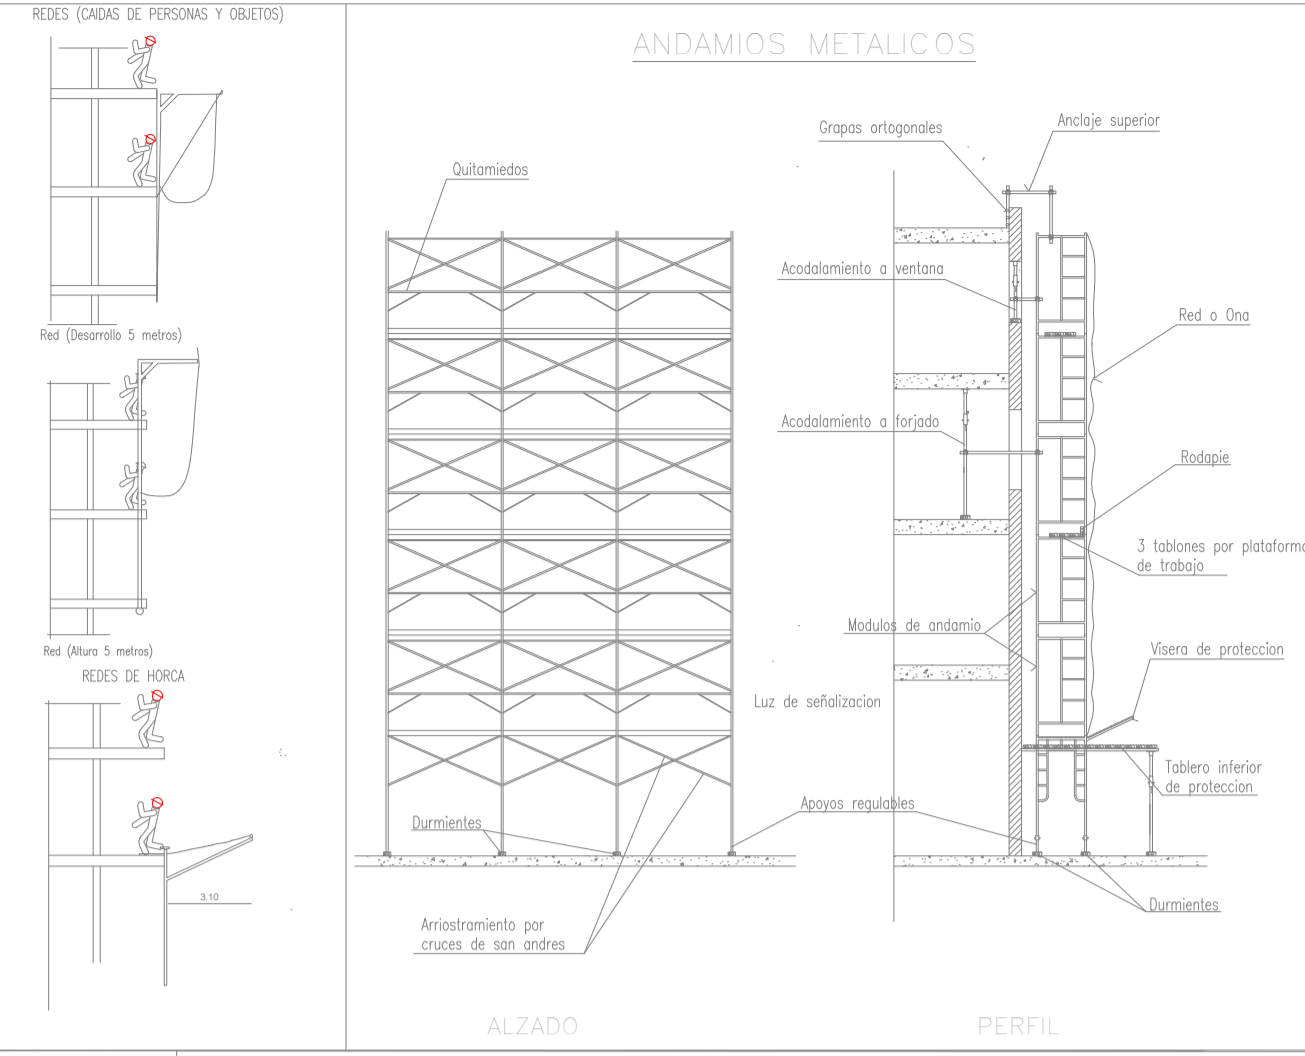 REDES (CAIDAS DE PERSONAS Y OBJETOS)
Red (Desarrollo 5 metros)
Red (Altura 5 metros)
REDES DE HORCA
3.10
ANDAMIOS METALICOS
Quitamiedos
Grapas ortogonales
Anclaje superior
Acodalamiento a ventana
Red o Ona
Acodalamiento a forjado
Rodapie
3 tablones por plataforma
de trabajo
Modulos de andamio
Visera de proteccion
Luz de señalizacion
Tablero inferior
de proteccion
Apoyos regulables
Durmientes
Durmientes
Arriostramiento por
cruces de san andres
ALZADO
PERFIL